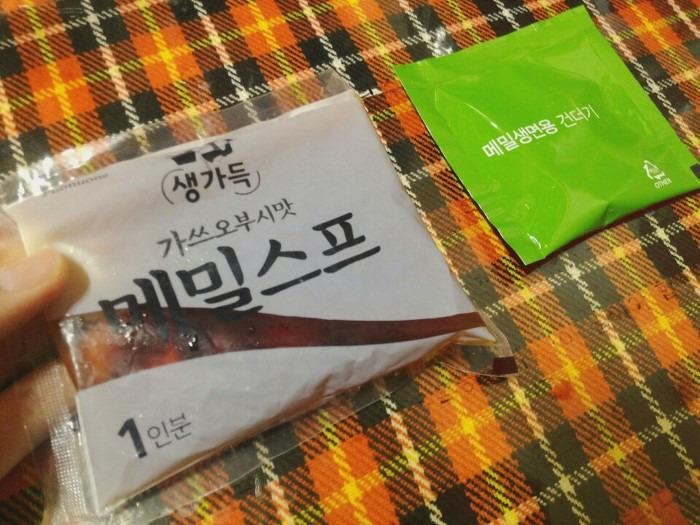 생가득
가쓰오부시맛
메밀스프
1인분
메밀생면용 건더기
OTHER